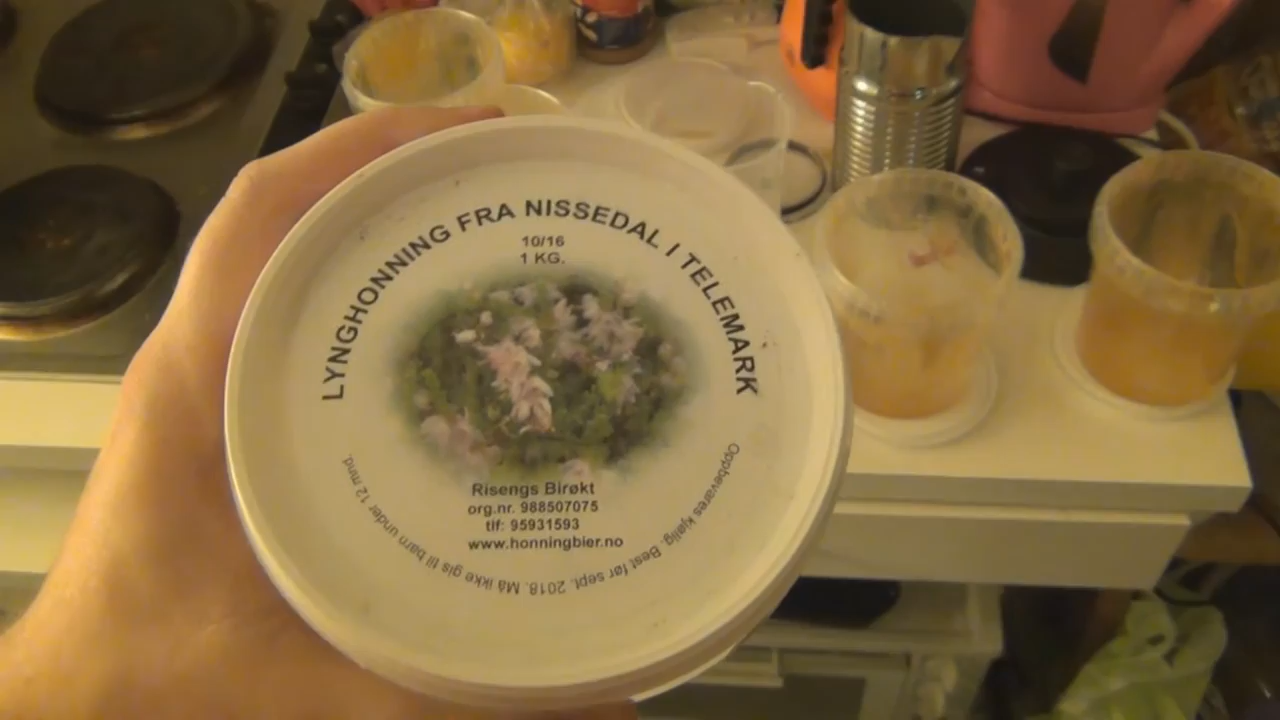 LYNGHONNING FRA NISSEDAL I TELEMARK
10/16
1 KG.
Risengs Birøkt
org.nr. 988507075
tlf: 95931593
www.honningbier.no
Oppbevares kjølig. Best før sept. 2018. Må ikke gis til barn under 12 mnd.